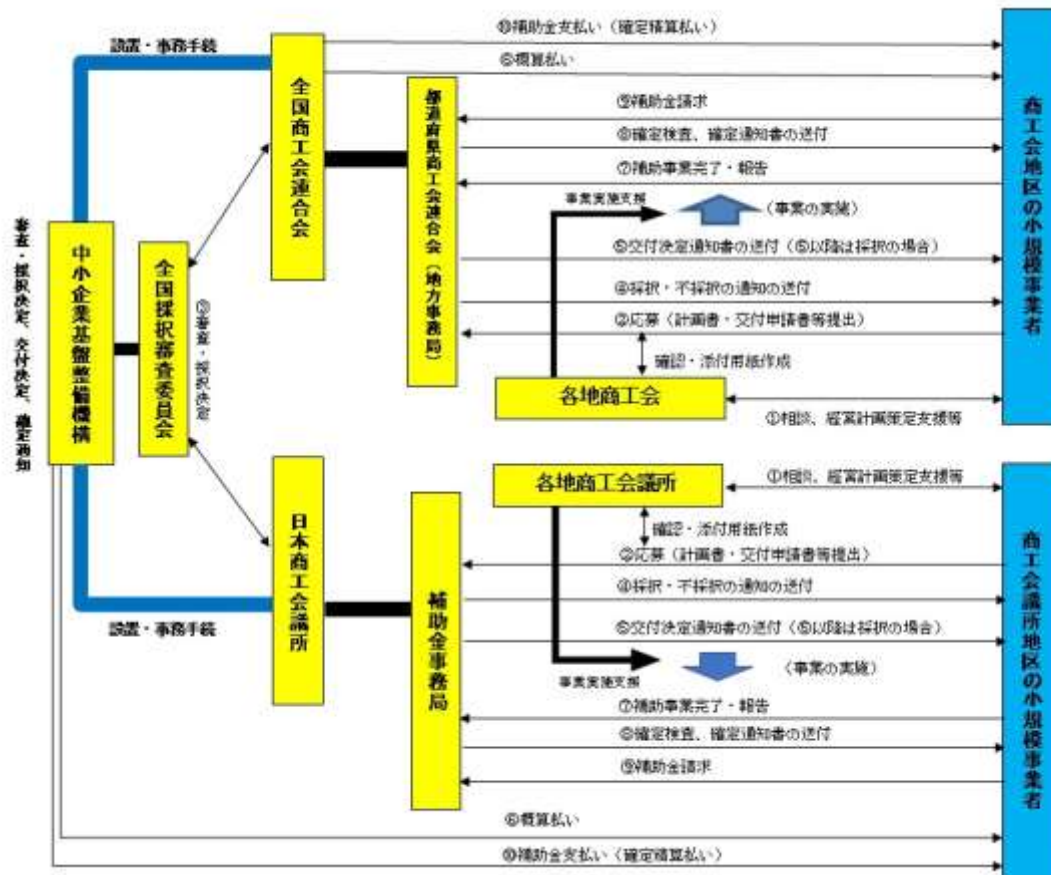 ⑩補助金支払い（確定精算払い）
設置・事務手続
⑥概算払い
全国商工会連合会
都道府県商工会連合会（地方事務局）
⑨補助金請求
⑧確定検査、確定通知書の送付
⑦補助事業完了・報告
事業実施支援
（事業の実施）
⑤交付決定通知書の送付（⑥以降は採択の場合）
④採択・不採択の通知の送付
②応募（計画書・交付申請書等提出）
確認・添付用紙作成
各地商工会
①相談、経営計画策定支援等
商工会地区の小規模事業者
審査・採択決定、交付決定、確定通知
中小企業基盤整備機構
全国採択審査委員会
③審査・採択決定
各地商工会議所
①相談、経営計画策定支援等
確認・添付用紙作成
②応募（計画書・交付申請書等提出）
④採択・不採択の通知の送付
日本商工会議所
補助金事務局
設置・事務手続
⑤交付決定通知書の送付（⑥以降は採択の場合）
事業実施支援
（事業の実施）
⑦補助事業完了・報告
⑧確定検査、確定通知書の送付
⑨補助金請求
商工会議所地区の小規模事業者
⑥概算払い
⑩補助金支払い（確定精算払い）